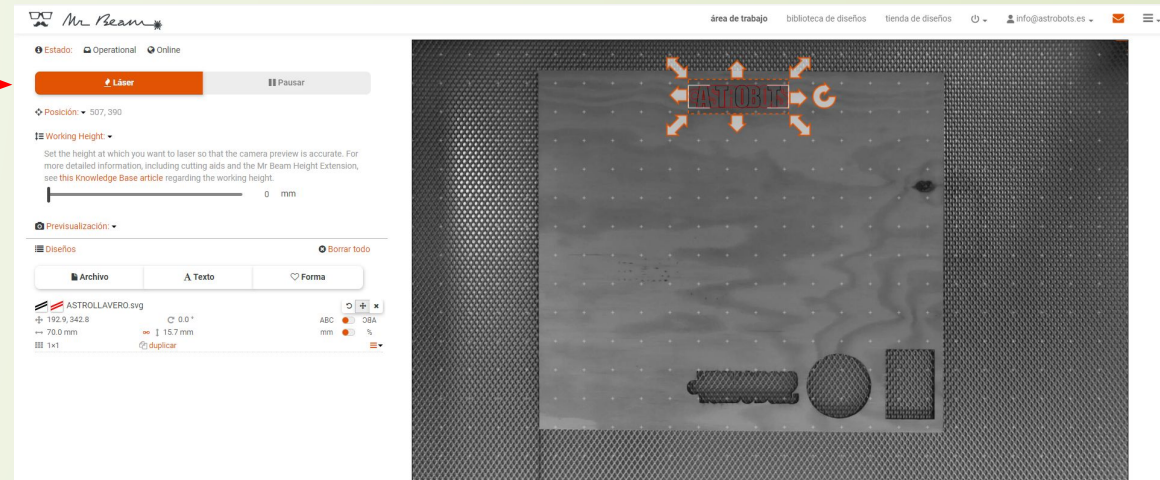 Mr Beam
área de trabajo biblioteca de diseños tienda de diseños info@astrobots.es
Estado: Operational Online
Láser Pausar
Posición: 507, 390
Working Height:
Set the height at which you want to laser so that the camera preview is accurate. For
more detailed information, including cutting aids and the Mr Beam Height Extension,
see this Knowledge Base article regarding the working height.
0 mm
Previsualización:
Diseños Borrar todo
Archivo A Texto Forma
ASTROLLAVERO.svg
192.9, 342.8 0.0 ° ABC ABC
70.0 mm 15.7 mm mm %
1×1 duplicar